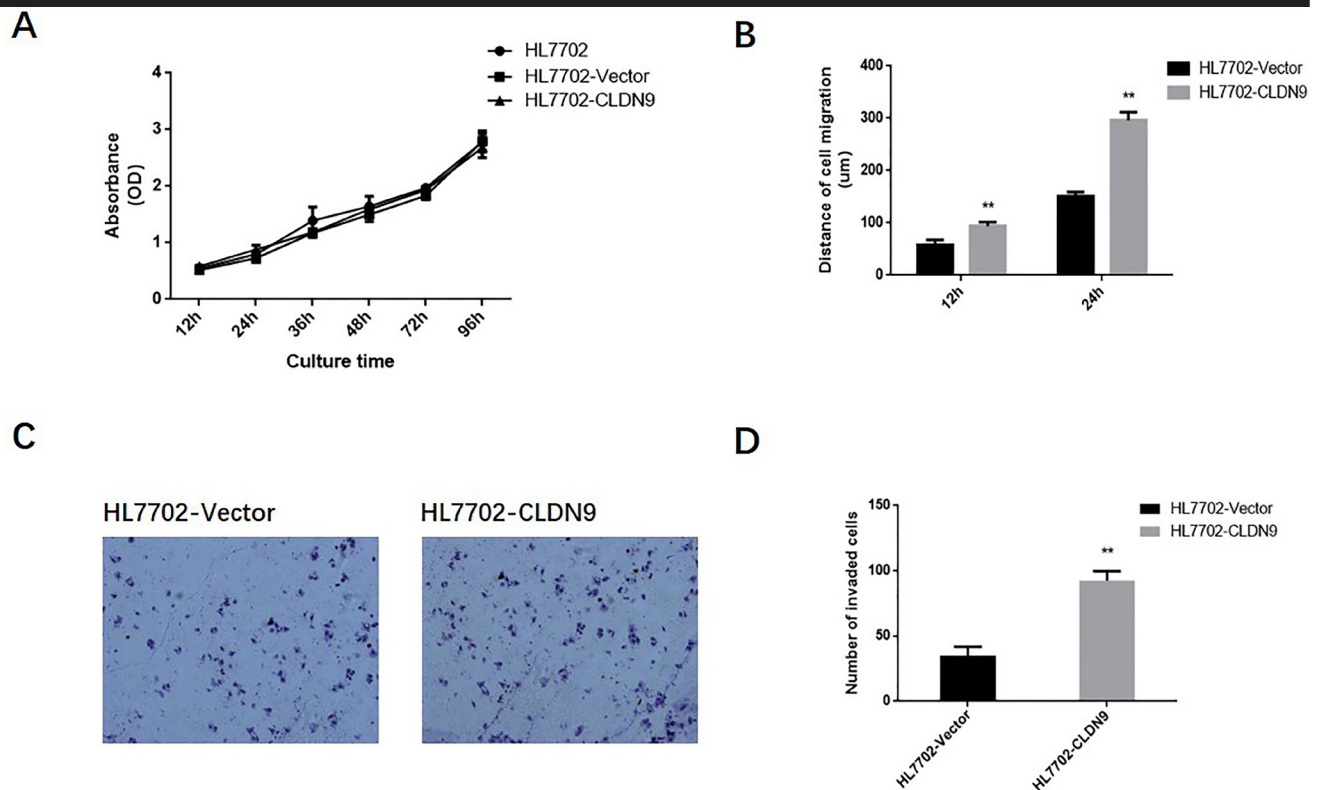 A
HL7702
HL7702-Vector
HL7702-CLDN9
4
3
2
1
0
Absorbance
(OD)
12h
24h
36h
48h
72h
96h
Culture time
B
HL7702-Vector
HL7702-CLDN9
400
300
200
100
0
Distance of cell migration
(um)
**
**
12h
24h
C
HL7702-Vector
HL7702-CLDN9
D
HL7702-Vector
HL7702-CLDN9
150
100
50
0
Number of invaded cells
**
HL7702-Vector
HL7702-CLDN9